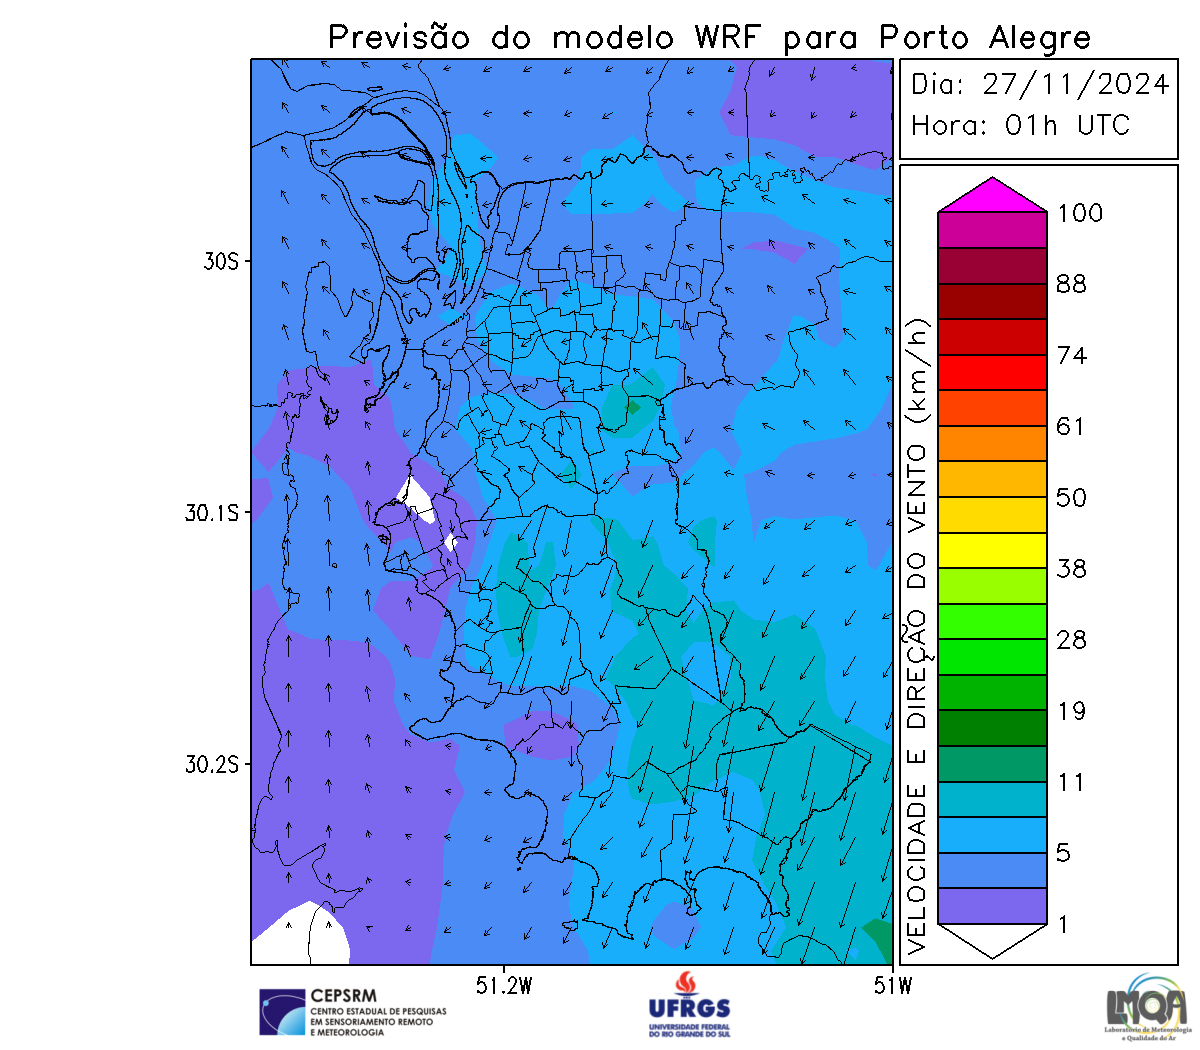 Previsão do modelo WRF para Porto Alegre
Dia: 27/11/2024
Hora: 01h UTC
30S
30.1S
30.2S
51.2W
51W
VELOCIDADE E DIREÇÃO DO VENTO (km/h)
100
88
74
61
50
38
28
19
11
5
1
CEPSRM
CENTRO ESTADUAL DE PESQUISAS
EM SENSORIAMENTO REMOTO
E METEOROLOGIA
UFRGS
UNIVERSIDADE FEDERAL
DO RIO GRANDE DO SUL
LMQA
Laboratório de Meteorologia
e Qualidade do Ar